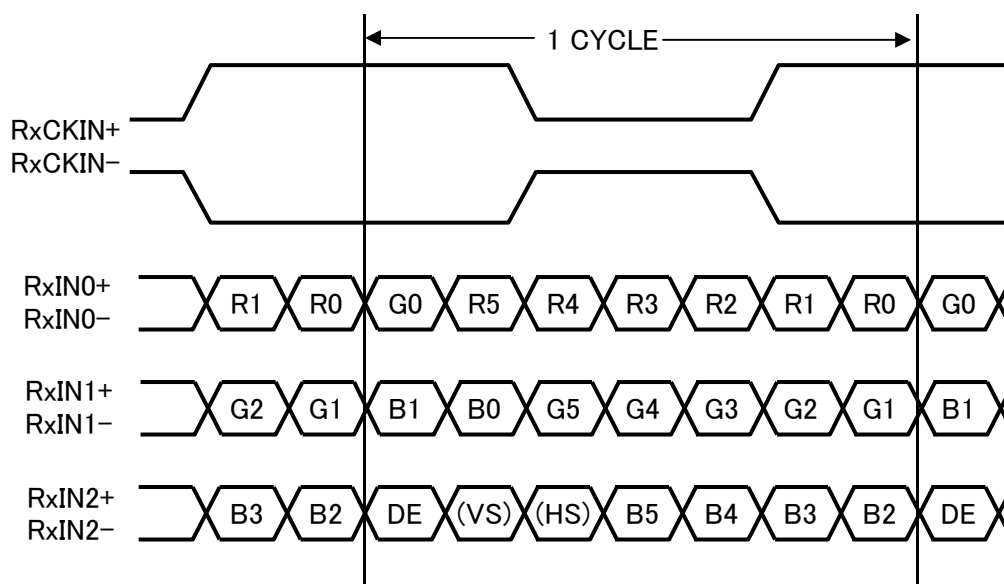 1 CYCLE
RxCKIN+
RxCKIN−
RxIN0+
RxIN0−
R1 R0 G0 R5 R4 R3 R2 R1 R0 G0
RxIN1+
RxIN1−
G2 G1 B1 B0 G5 G4 G3 G2 G1 B1
RxIN2+
RxIN2−
B3 B2 DE (VS) (HS) B5 B4 B3 B2 DE